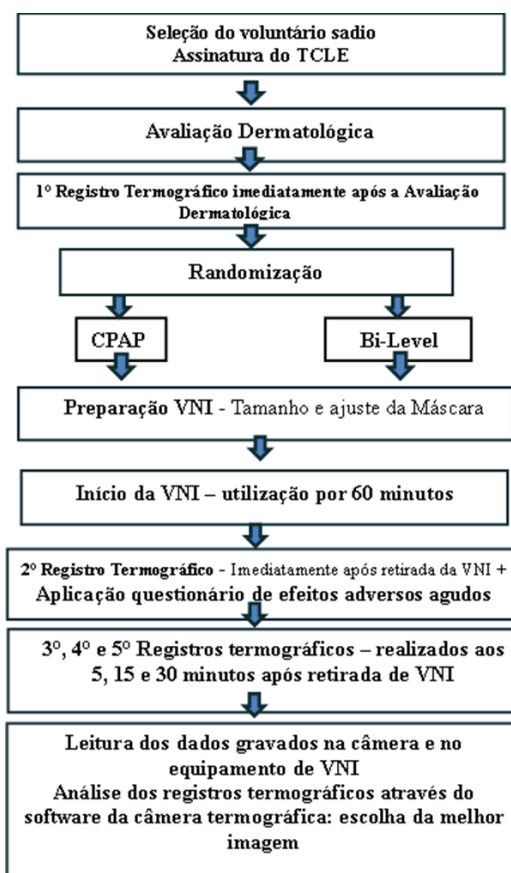 Seleção do voluntário sadio
Assinatura do TCLE
Avaliação Dermatológica
1º Registro Termográfico imediatamente após a Avaliação
Dermatológica
Randomização
CPAP
Bi-Level
Preparação VNI - Tamanho e ajuste da Máscara
Início da VNI – utilização por 60 minutos
2º Registro Termográfico - Imediatamente após retirada da VNI +
Aplicação questionário de efeitos adversos agudos
3º, 4º e 5º Registros termográficos – realizados aos
5, 15 e 30 minutos após retirada de VNI
Leitura dos dados gravados na câmera e no
equipamento de VNI
Análise dos registros termográficos através do
software da câmera termográfica: escolha da melhor
imagem